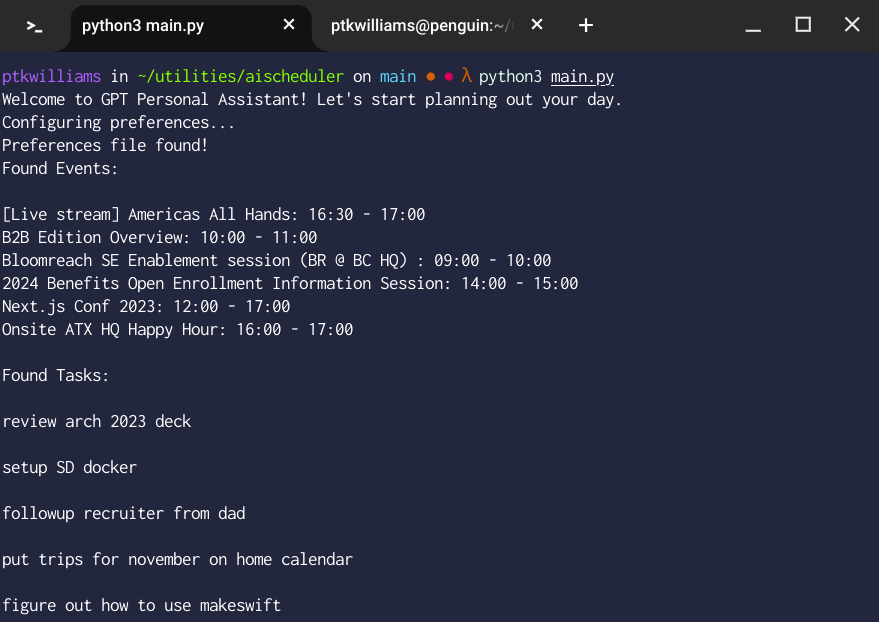 >_ python3 main.py × ptkwilliams@penguin:~/ × +
ptkwilliams in ~/utilities/aischeduler on main ● ● λ python3 main.py
Welcome to GPT Personal Assistant! Let's start planning out your day.
Configuring preferences...
Preferences file found!
Found Events:
[Live stream] Americas All Hands: 16:30 - 17:00
B2B Edition Overview: 10:00 - 11:00
Bloomreach SE Enablement session (BR @ BC HQ) : 09:00 - 10:00
2024 Benefits Open Enrollment Information Session: 14:00 - 15:00
Next.js Conf 2023: 12:00 - 17:00
Onsite ATX HQ Happy Hour: 16:00 - 17:00
Found Tasks:
review arch 2023 deck
setup SD docker
followup recruiter from dad
put trips for november on home calendar
figure out how to use makeswift